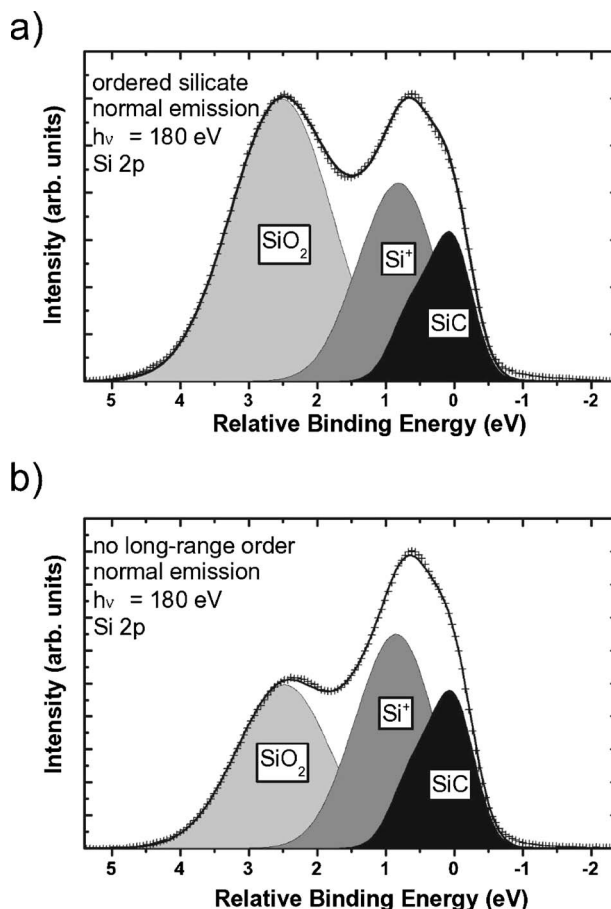 a)
ordered silicate
normal emission
hν = 180 eV
Si 2p
SiO₂
Si⁺
SiC
Intensity (arb. units)
5 4 3 2 1 0 -1 -2
Relative Binding Energy (eV)
b)
no long-range order
normal emission
hν = 180 eV
Si 2p
SiO₂
Si⁺
SiC
Intensity (arb. units)
5 4 3 2 1 0 -1 -2
Relative Binding Energy (eV)